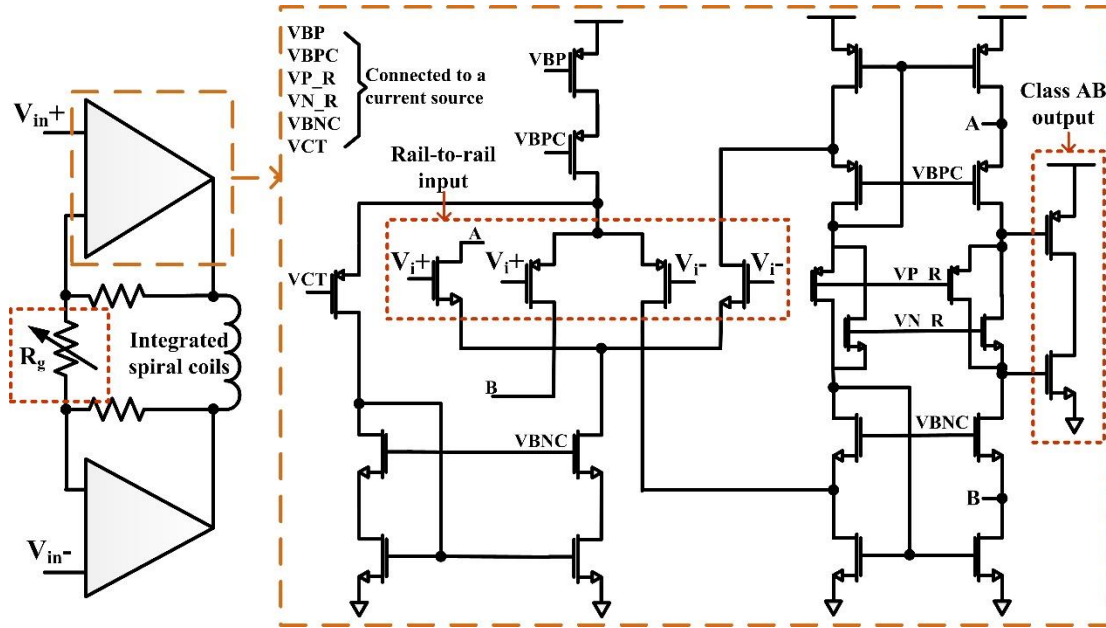 Vin+
Rg
Integrated
spiral coils
Vin-
VBP
VBPC
VP_R
VN_R
VBNC
VCT
Connected to a
current source
VBP
VBPC
Rail-to-rail
input
A
Vi+
Vi+
Vi-
Vi-
VCT
B
VBNC
A
VBPC
Class AB
output
VP_R
VN_R
VBNC
B